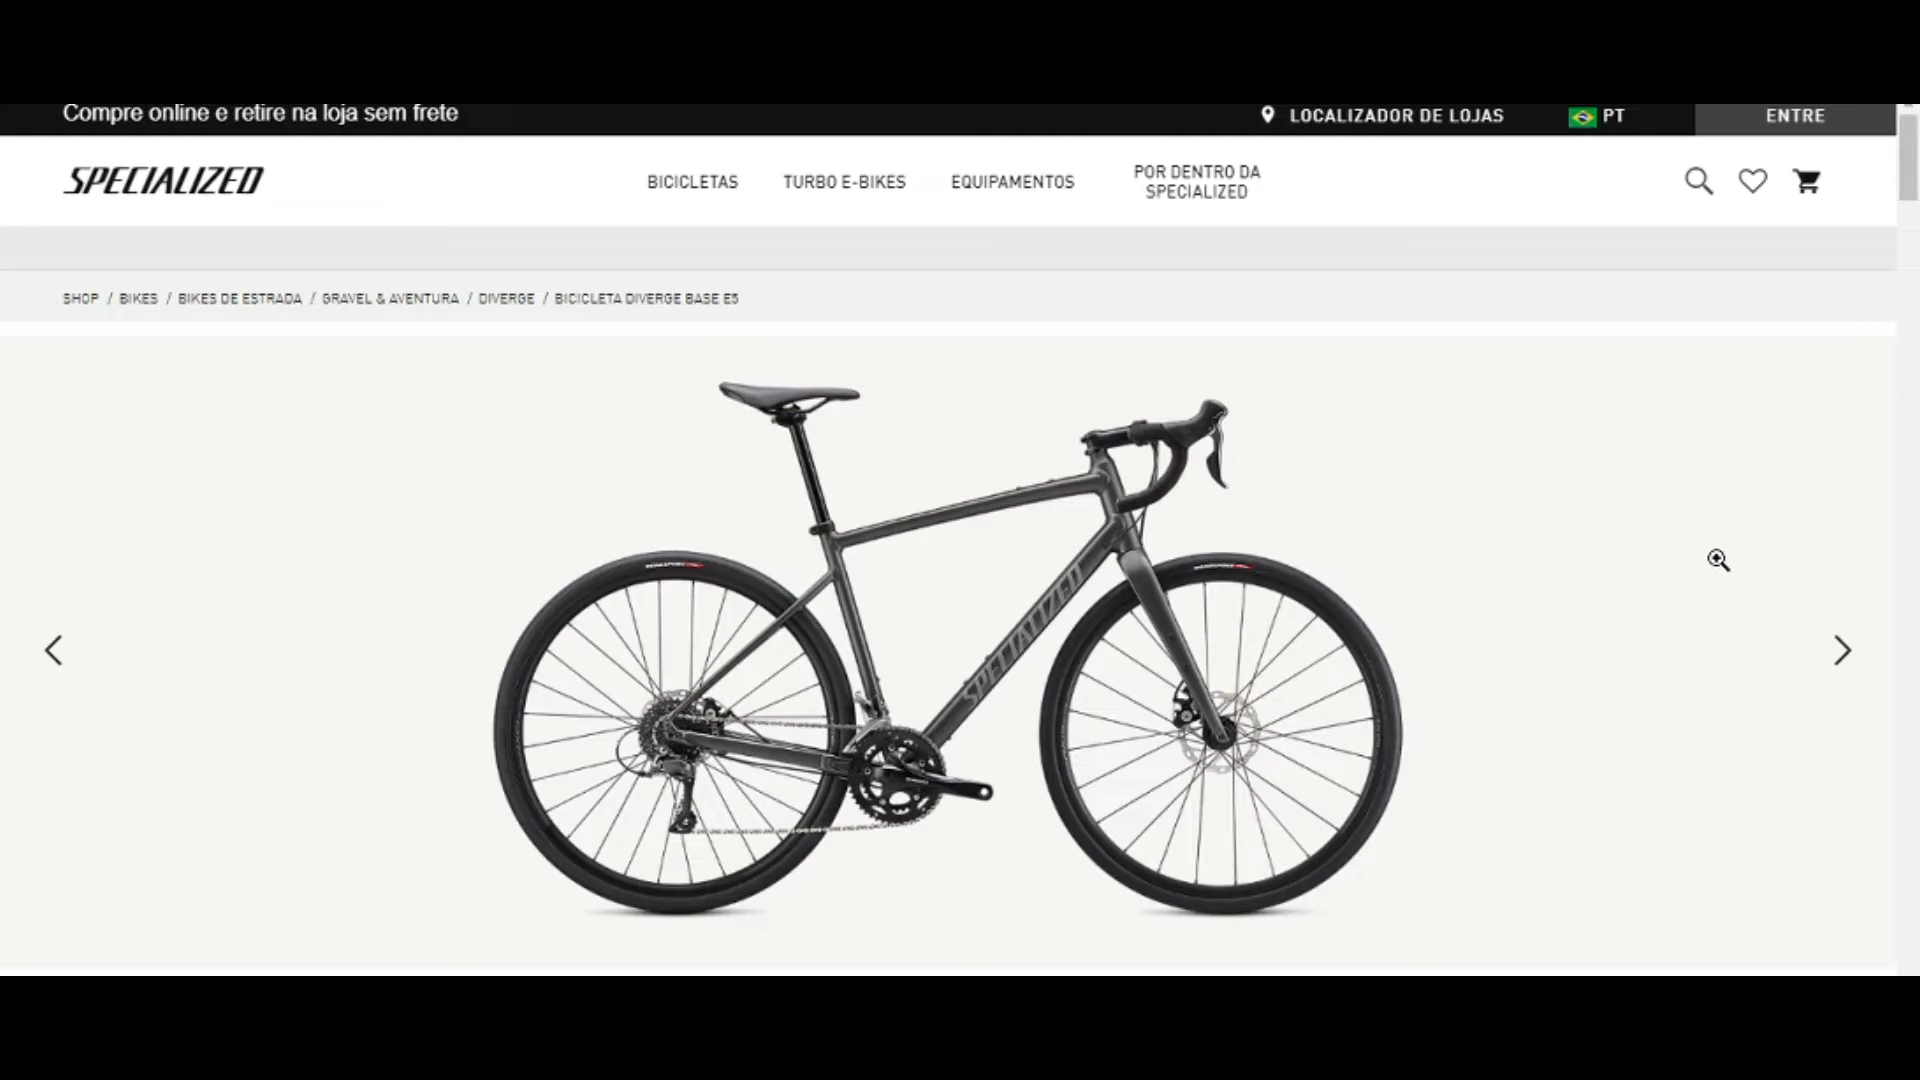 Compre online e retire na loja sem frete
LOCALIZADOR DE LOJAS
PT
ENTRE
SPECIALIZED
BICICLETAS
TURBO E-BIKES
EQUIPAMENTOS
POR DENTRO DA
SPECIALIZED
SHOP / BIKES / BIKES DE ESTRADA / GRAVEL & AVENTURA / DIVERGE / BICICLETA DIVERGE BASE E5
SPECIALIZED